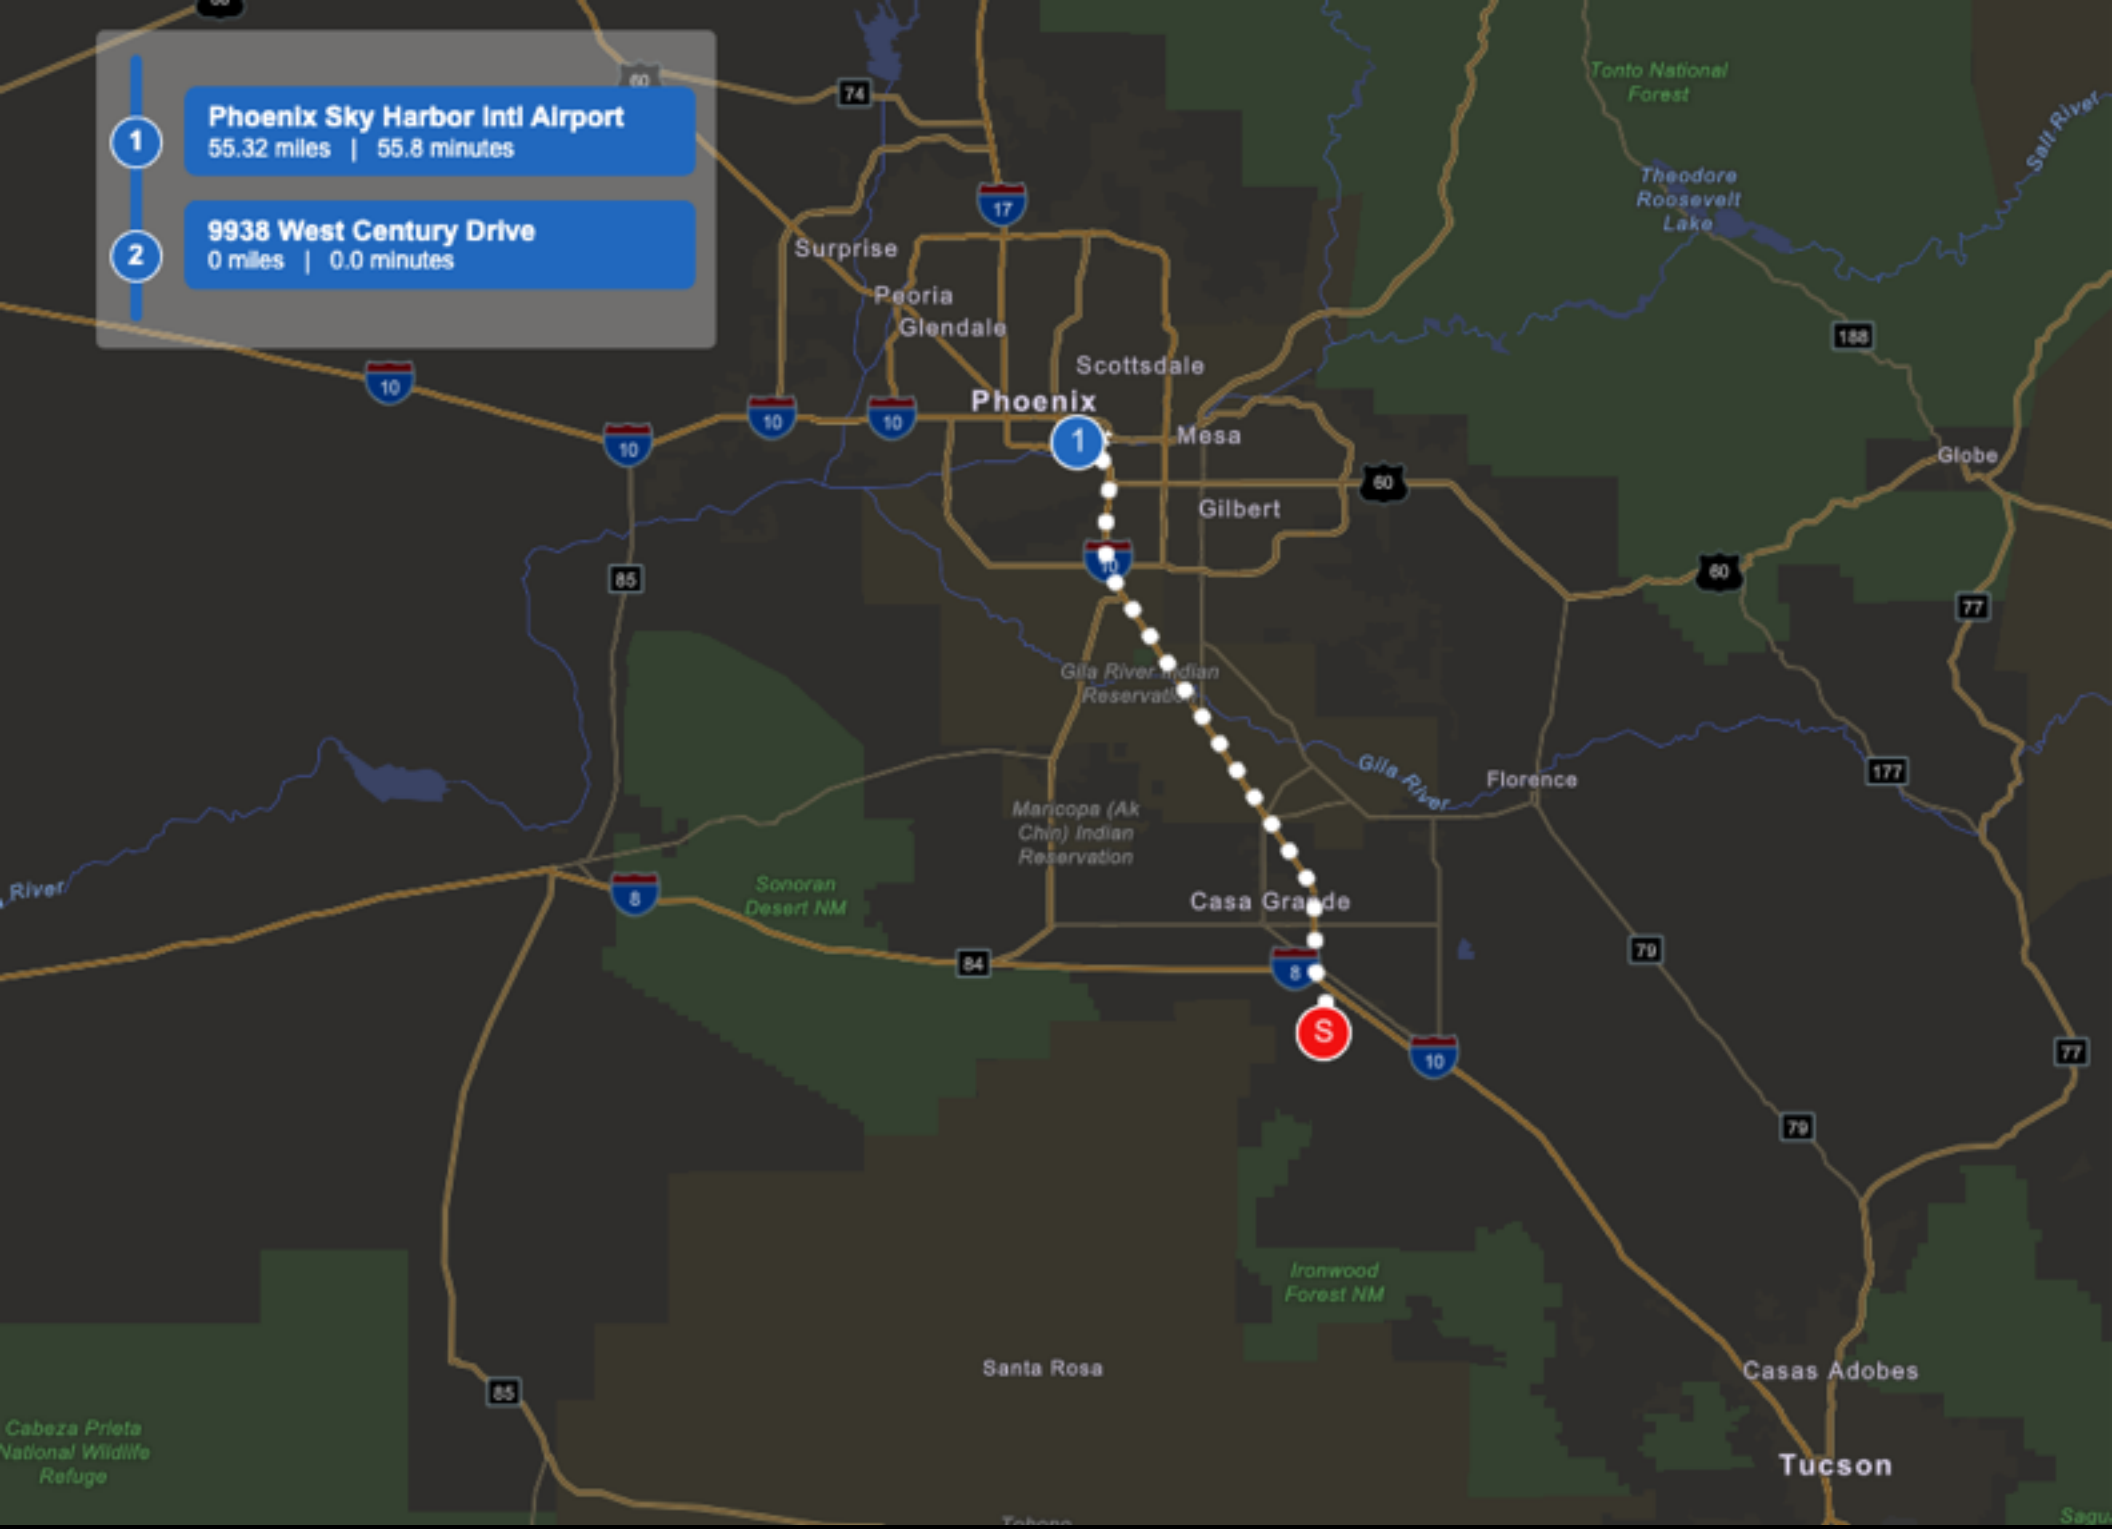 60
1
Phoenix Sky Harbor Intl Airport
55.32 miles | 55.8 minutes
2
9938 West Century Drive
0 miles | 0.0 minutes
74
Tonto National
Forest
Salt River
Theodore
Roosevelt
Lake
17
Surprise
Peoria
Glendale
188
Scottsdale
10
Phoenix
10
10
10
1
Mesa
Globe
60
Gilbert
10
60
85
77
Gila River Indian
Reservation
Gila River
Florence
177
Maricopa (Ak
Chin) Indian
Reservation
River
8
Sonoran
Desert NM
Casa Grande
79
84
8
S
10
77
79
Ironwood
Forest NM
Santa Rosa
Casas Adobes
85
Cabeza Prieta
National Wildlife
Refuge
Tucson